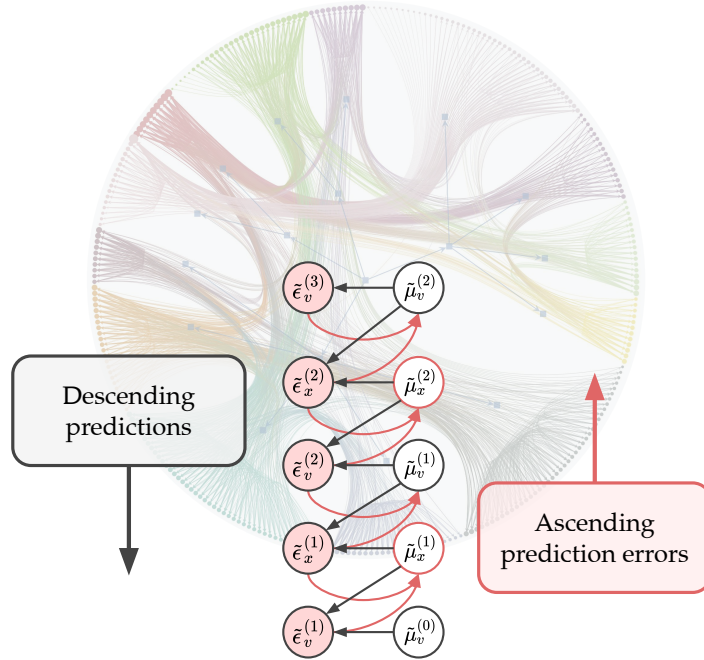 ϵ̃_v^(3) μ̃_v^(2)
ϵ̃_x^(2) μ̃_x^(2)
Descending
predictions
ϵ̃_v^(2) μ̃_v^(1)
Ascending
prediction errors
ϵ̃_x^(1) μ̃_x^(1)
ϵ̃_v^(1) μ̃_v^(0)